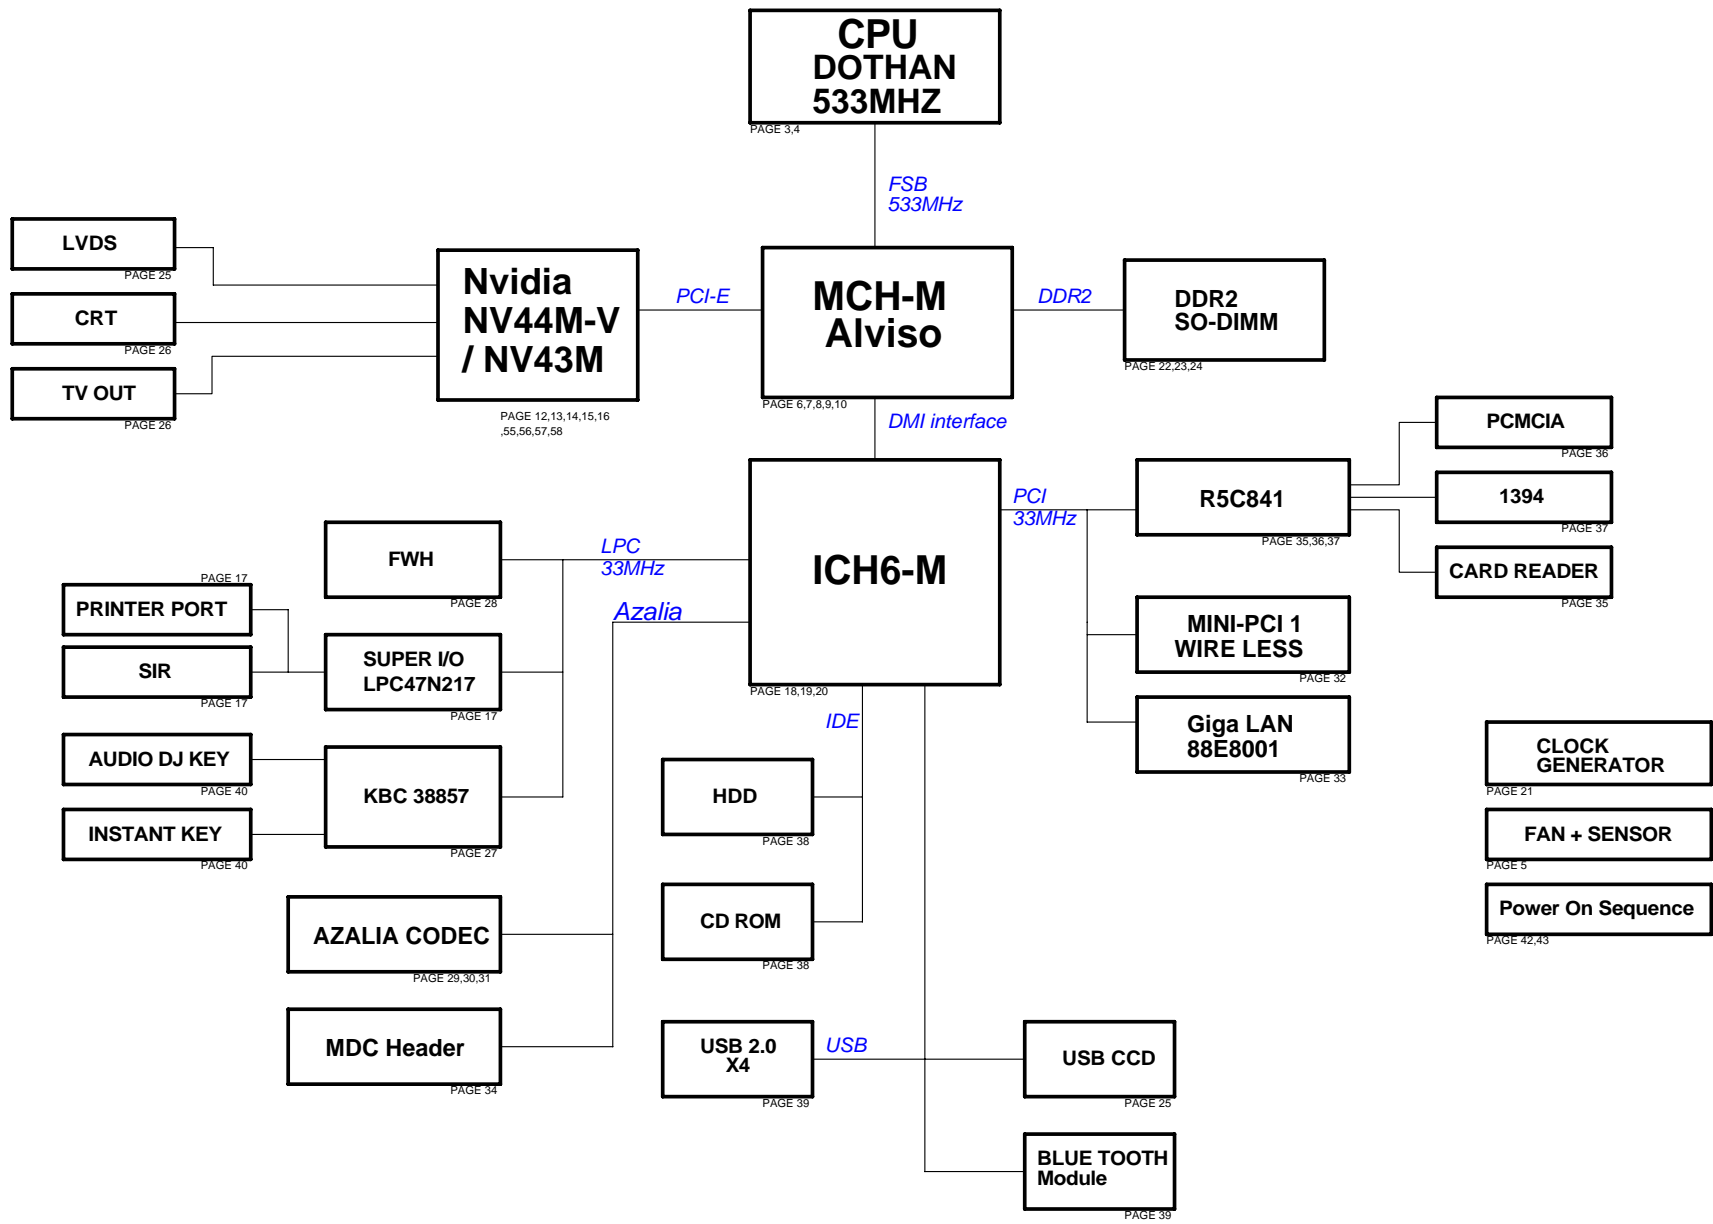 CPU
DOTHAN
533MHZ
PAGE 3,4
FSB
533MHz
LVDS
PAGE 25
CRT
PAGE 26
TV OUT
PAGE 26
Nvidia
NV44M-V
/ NV43M
PAGE 12,13,14,15,16
,55,56,57,58
PCI-E
MCH-M
Alviso
PAGE 6,7,8,9,10
DDR2
DDR2
SO-DIMM
PAGE 22,23,24
DMI interface
ICH6-M
PAGE 18,19,20
PCI
33MHz
R5C841
PAGE 35,36,37
PCMCIA
PAGE 36
1394
PAGE 37
CARD READER
PAGE 35
MINI-PCI 1
WIRE LESS
PAGE 32
Giga LAN
88E8001
PAGE 33
LPC
33MHz
Azalia
FWH
PAGE 28
PAGE 17
PRINTER PORT
SIR
PAGE 17
SUPER I/O
LPC47N217
PAGE 17
AUDIO DJ KEY
PAGE 40
INSTANT KEY
PAGE 40
KBC 38857
PAGE 27
AZALIA CODEC
PAGE 29,30,31
MDC Header
PAGE 34
IDE
HDD
PAGE 38
CD ROM
PAGE 38
USB 2.0
X4
PAGE 39
USB
USB CCD
PAGE 25
BLUE TOOTH
Module
PAGE 39
CLOCK
GENERATOR
PAGE 21
FAN + SENSOR
PAGE 5
Power On Sequence
PAGE 42,43